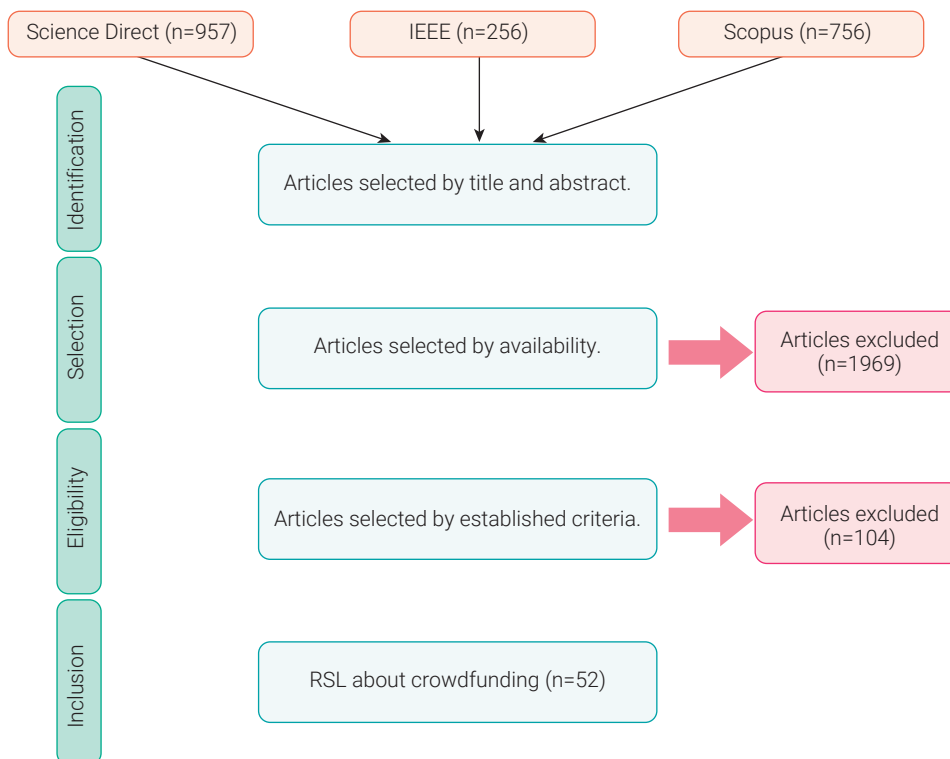 Science Direct (n=957)
IEEE (n=256)
Scopus (n=756)
Identification
Articles selected by title and abstract.
Selection
Articles selected by availability.
Articles excluded
(n=1969)
Eligibility
Articles selected by established criteria.
Articles excluded
(n=104)
Inclusion
RSL about crowdfunding (n=52)